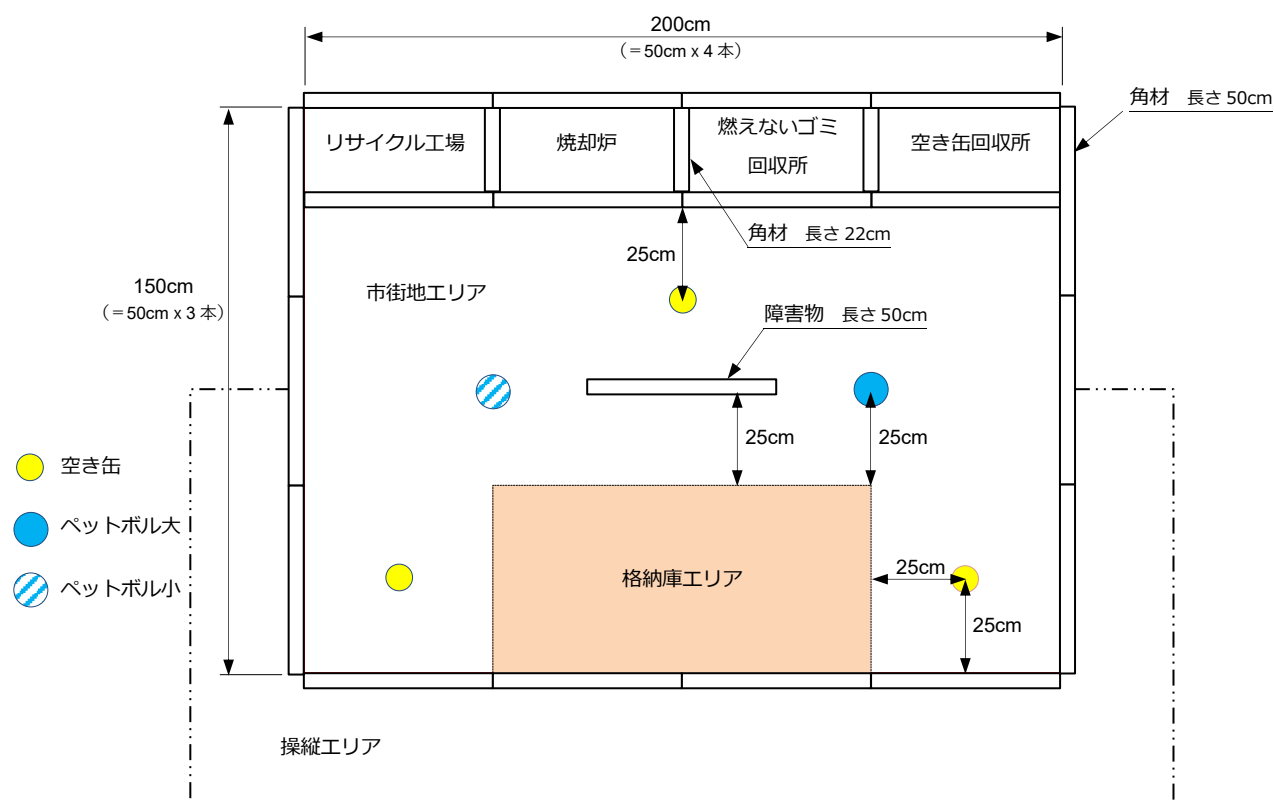 200cm
（＝50cm x 4 本）
角材　長さ 50cm
リサイクル工場
焼却炉
燃えないゴミ
回収所
空き缶回収所
角材　長さ 22cm
25cm
150cm
（＝50cm x 3 本）
市街地エリア
障害物　長さ 50cm
25cm
25cm
空き缶
ペットボル大
ペットボル小
格納庫エリア
25cm
25cm
操縦エリア